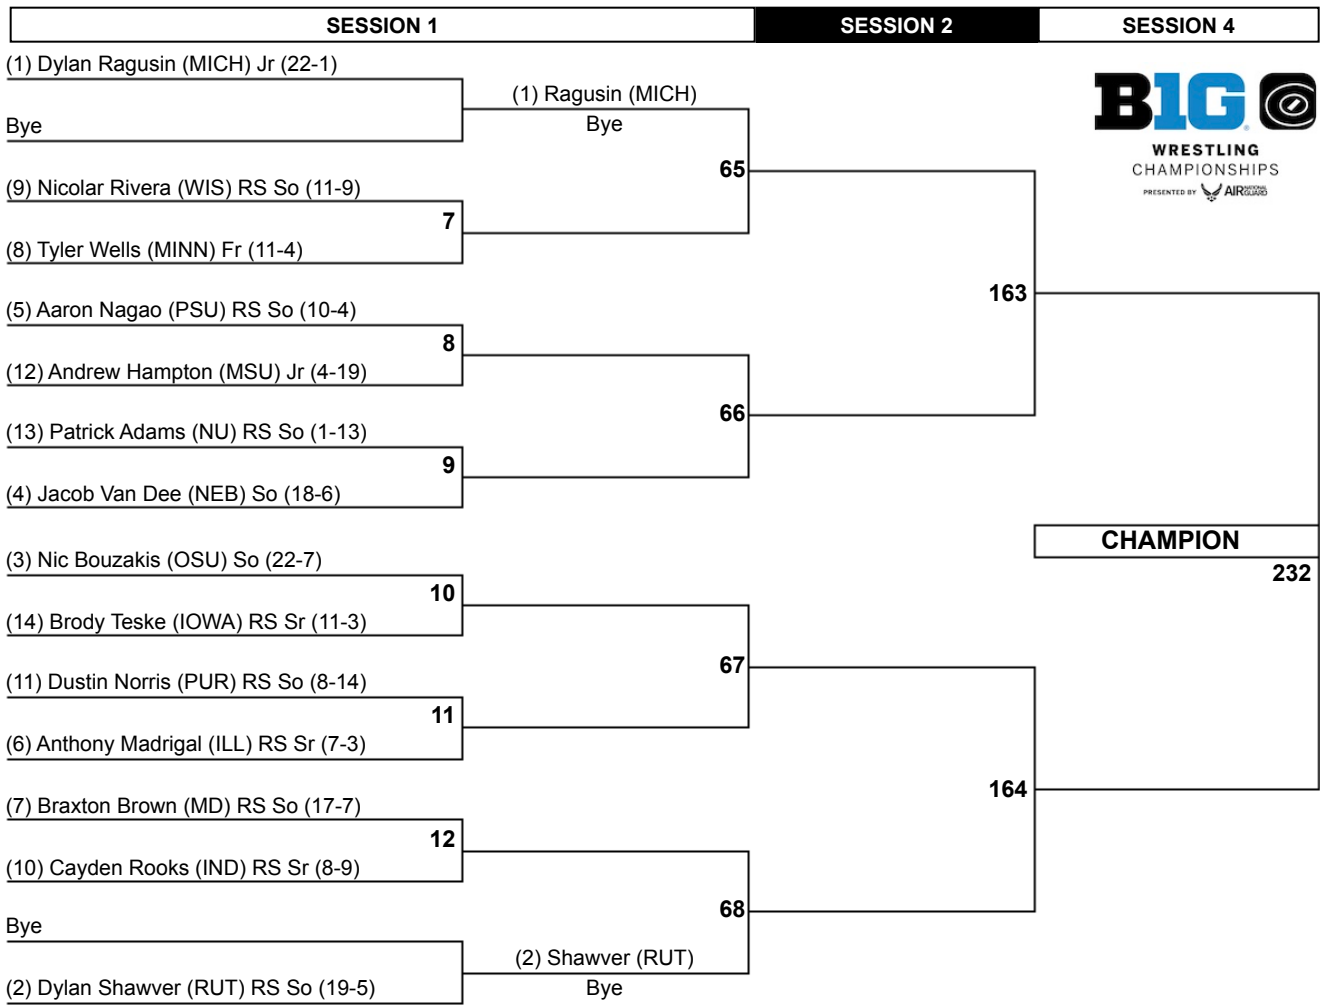 SESSION 1
SESSION 2
SESSION 4
(1) Dylan Ragusin (MICH) Jr (22-1)
(1) Ragusin (MICH)
Bye
Bye
B1G
WRESTLING
CHAMPIONSHIPS
PRESENTED BY AIR NATIONAL GUARD
65
(9) Nicolar Rivera (WIS) RS So (11-9)
7
(8) Tyler Wells (MINN) Fr (11-4)
163
(5) Aaron Nagao (PSU) RS So (10-4)
8
(12) Andrew Hampton (MSU) Jr (4-19)
66
(13) Patrick Adams (NU) RS So (1-13)
9
(4) Jacob Van Dee (NEB) So (18-6)
CHAMPION
232
(3) Nic Bouzakis (OSU) So (22-7)
10
(14) Brody Teske (IOWA) RS Sr (11-3)
67
(11) Dustin Norris (PUR) RS So (8-14)
11
(6) Anthony Madrigal (ILL) RS Sr (7-3)
164
(7) Braxton Brown (MD) RS So (17-7)
12
(10) Cayden Rooks (IND) RS Sr (8-9)
68
Bye
(2) Shawver (RUT)
Bye
(2) Dylan Shawver (RUT) RS So (19-5)